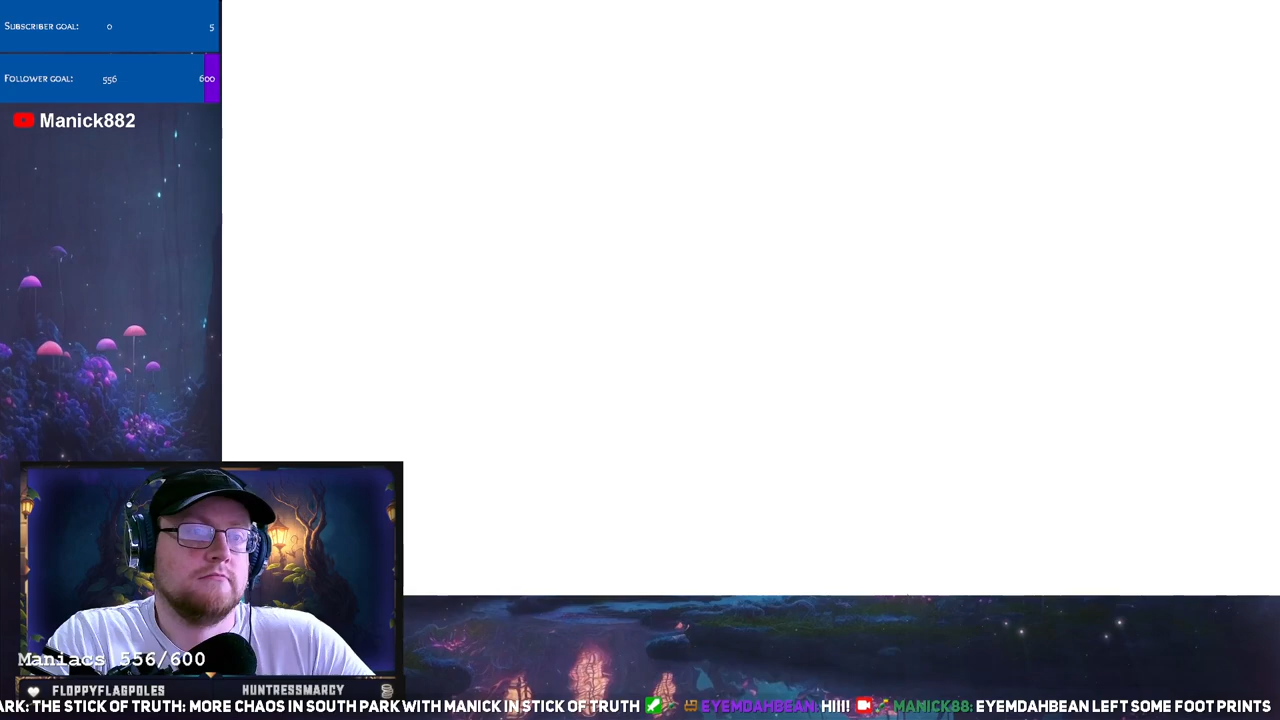 SUBSCRIBER GOAL: 0 5
FOLLOWER GOAL: 556 600
Manick882
Maniacs 556/600
FLOPPYFLAGPOLES HUNTRESSMARCY
ARK: THE STICK OF TRUTH: MORE CHAOS IN SOUTH PARK WITH MANICK IN STICK OF TRUTH EYEMDAHBEAN: HIII! MANICK88: EYEMDAHBEAN LEFT SOME FOOT PRINTS